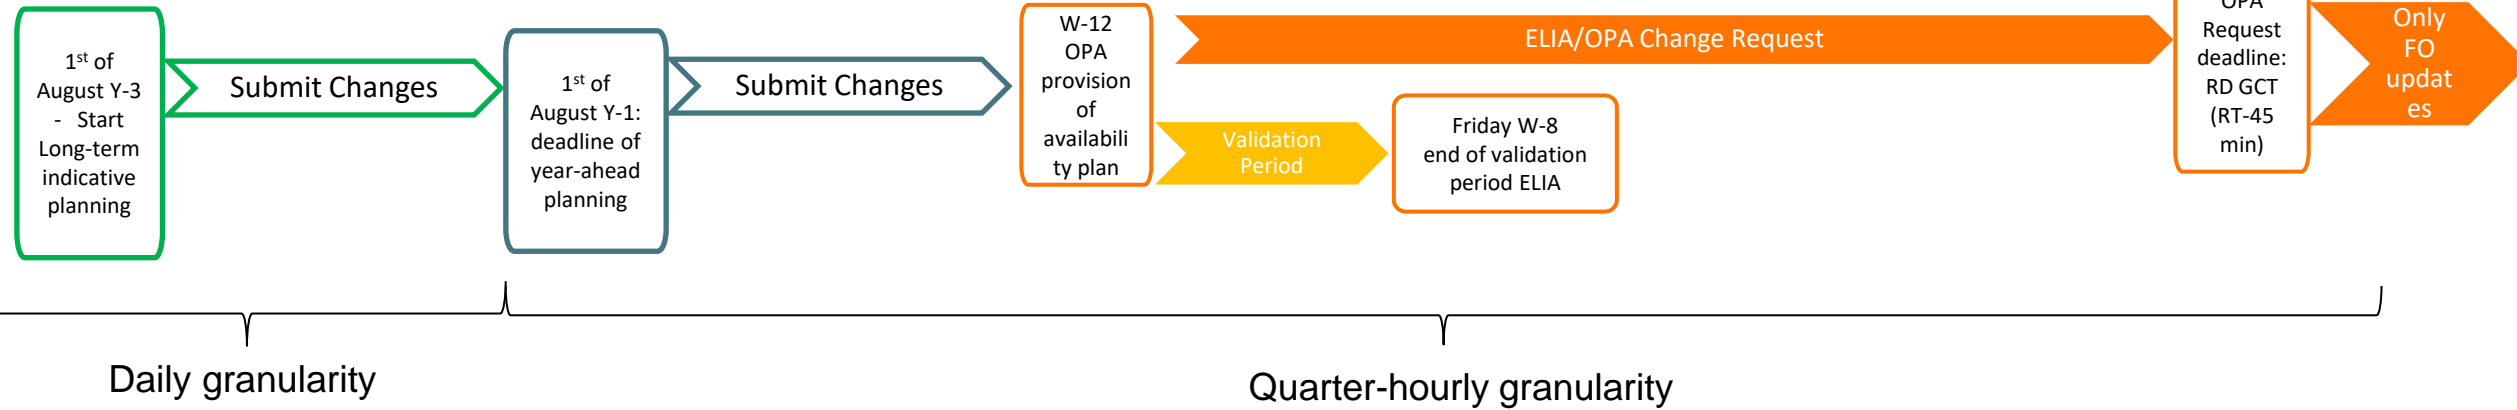 1st of
August Y-3
- Start
Long-term
indicative
planning
Submit Changes
1st of
August Y-1:
deadline of
year-ahead
planning
Submit Changes
W-12
OPA
provision
of
availabili
ty plan
ELIA/OPA Change Request
Validation
Period
Friday W-8
end of validation
period ELIA
OPA
Request
deadline:
RD GCT
(RT-45
min)
Only
FO
updat
es
Daily granularity
Quarter-hourly granularity